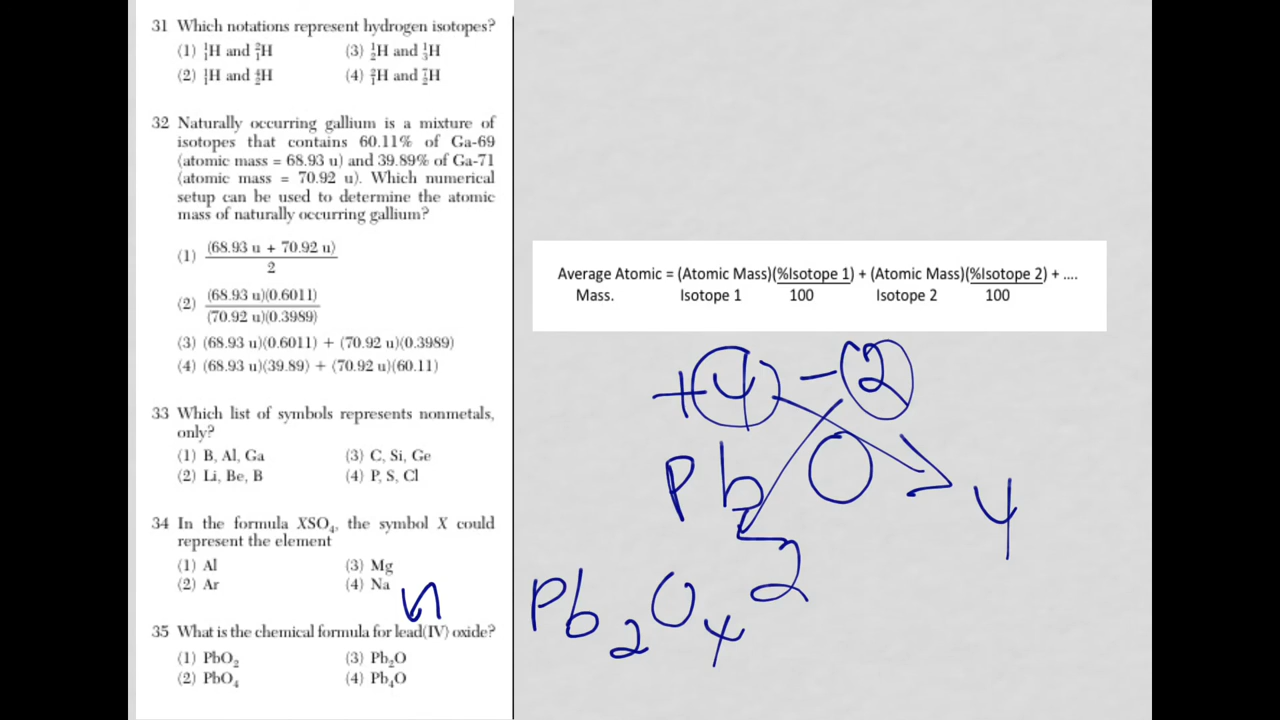 31 Which notations represent hydrogen isotopes?
(1) ¹₁H and ²₁H (3) ¹₂H and ¹₃H
(2) ¹₁H and ⁴₂H (4) ²₁H and ⁷₂H
32 Naturally occurring gallium is a mixture of
isotopes that contains 60.11% of Ga-69
(atomic mass = 68.93 u) and 39.89% of Ga-71
(atomic mass = 70.92 u). Which numerical
setup can be used to determine the atomic
mass of naturally occurring gallium?
(1) (68.93 u + 70.92 u)
2
(2) (68.93 u)(0.6011)
(70.92 u)(0.3989)
(3) (68.93 u)(0.6011) + (70.92 u)(0.3989)
(4) (68.93 u)(39.89) + (70.92 u)(60.11)
33 Which list of symbols represents nonmetals,
only?
(1) B, Al, Ga (3) C, Si, Ge
(2) Li, Be, B (4) P, S, Cl
34 In the formula XSO₄, the symbol X could
represent the element
(1) Al (3) Mg
(2) Ar (4) Na
35 What is the chemical formula for lead(IV) oxide?
(1) PbO₂ (3) Pb₂O
(2) PbO₄ (4) Pb₄O
Average Atomic = (Atomic Mass)(%Isotope 1) + (Atomic Mass)(%Isotope 2) + ....
Mass. Isotope 1 100 Isotope 2 100
+4 -2
Pb O 4
2
Pb₂O₄